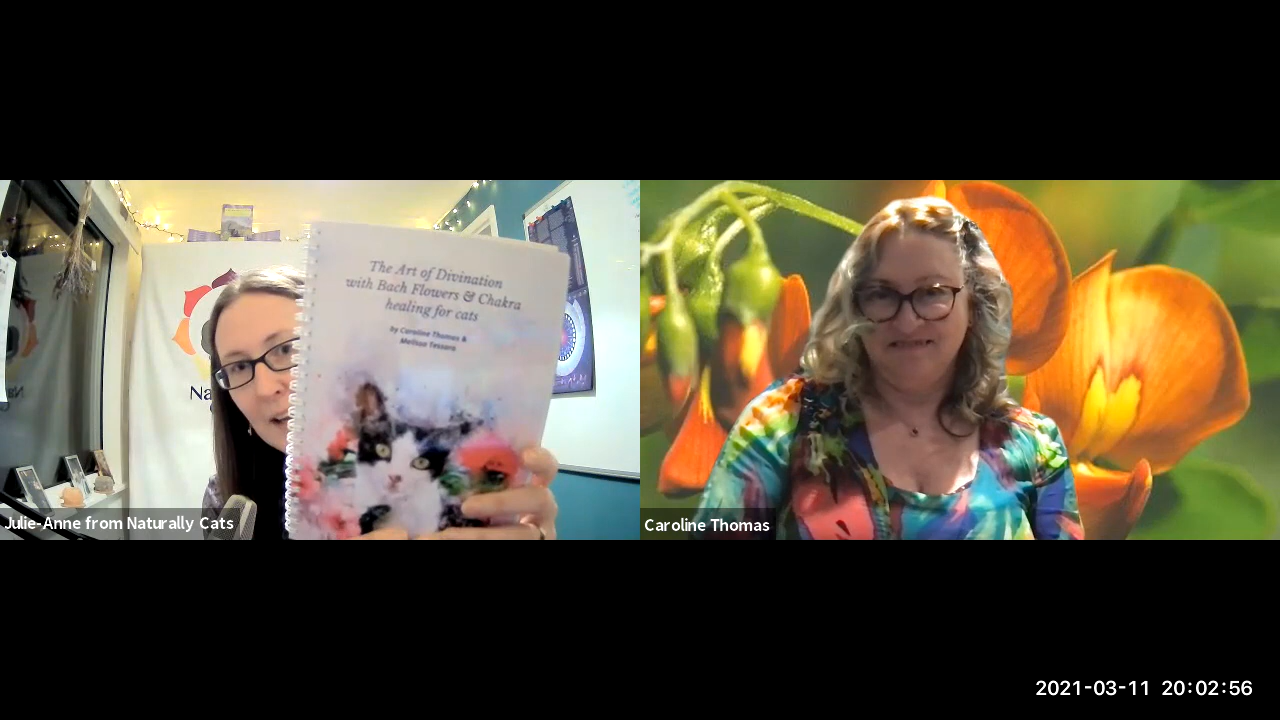 The Art of Divination
with Bach Flowers & Chakra
healing for cats
by Caroline Thomas &
Melissa Tessaro
Na
Julie-Anne from Naturally Cats
Caroline Thomas
2021-03-11 20:02:56